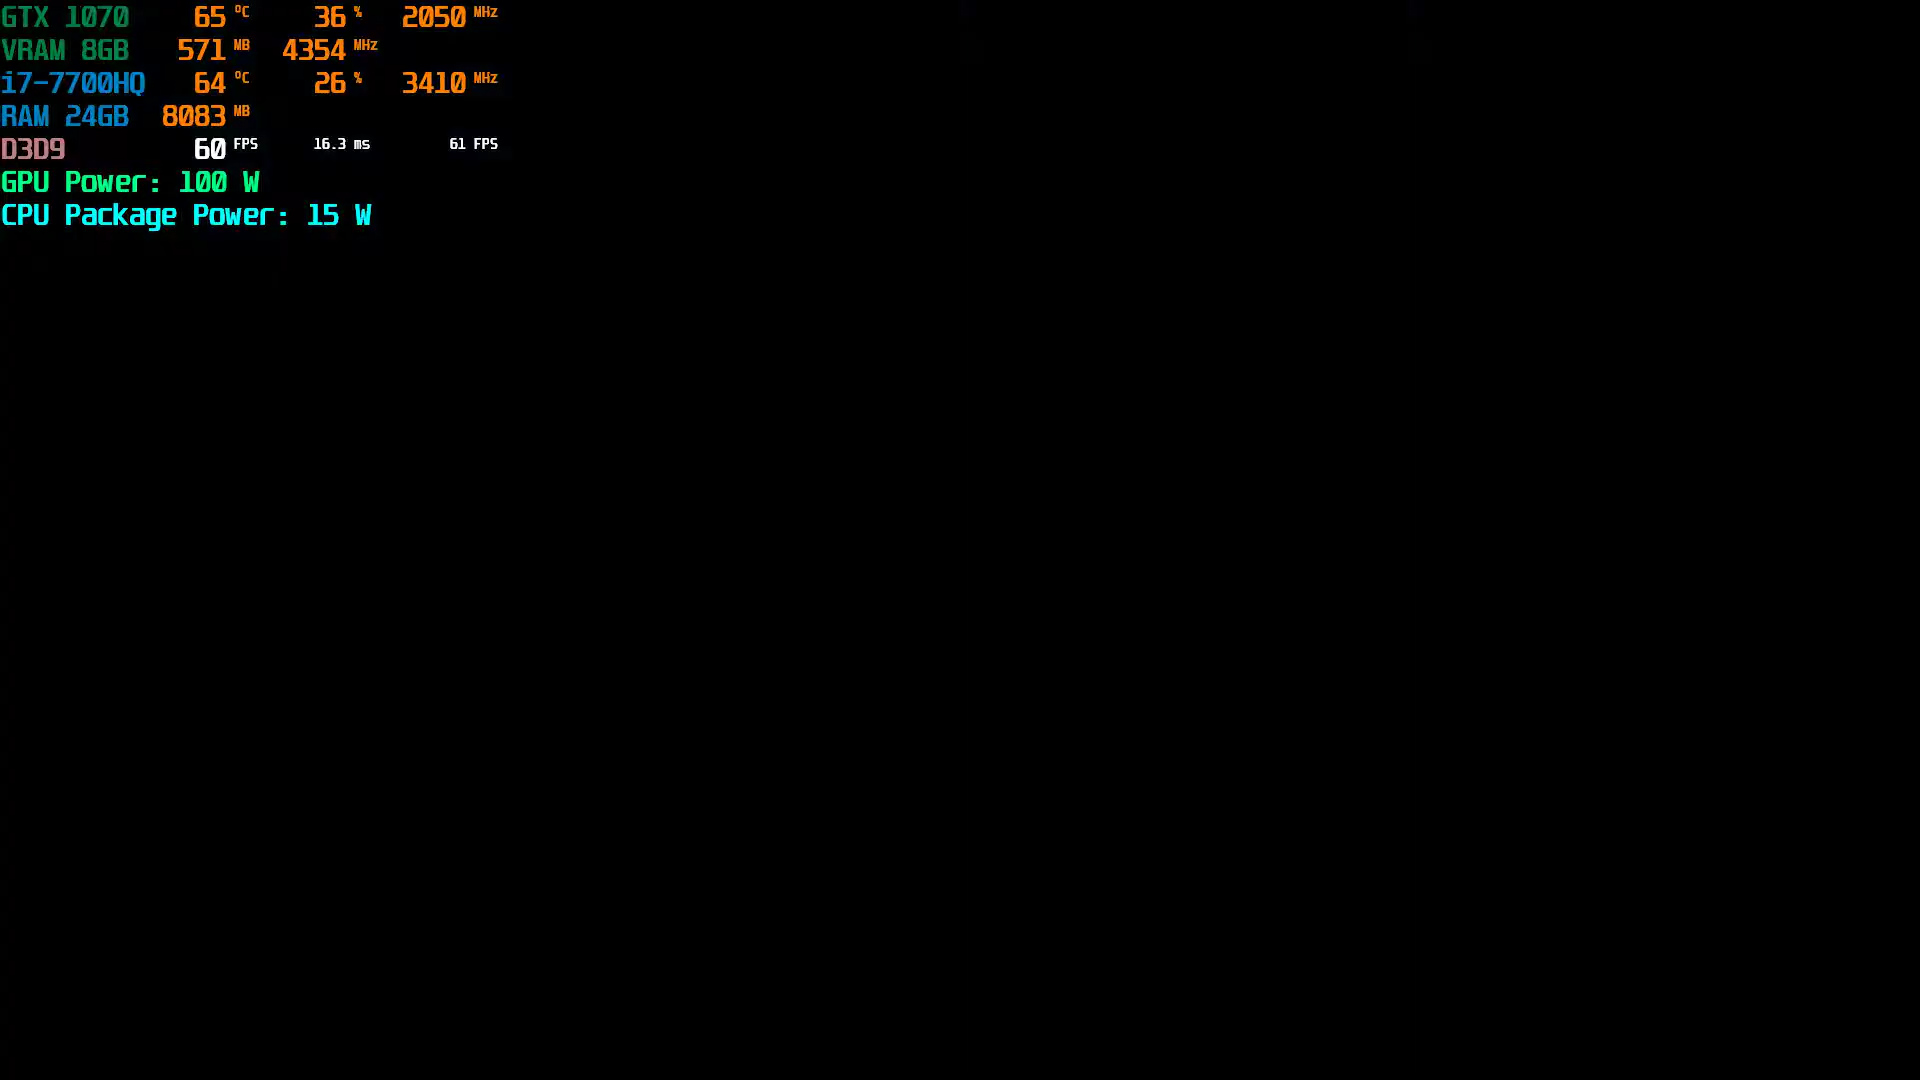 GTX 1070 65 °C 36 % 2050 MHz
VRAM 8GB 571 MB 4354 MHz
i7-7700HQ 64 °C 26 % 3410 MHz
RAM 24GB 8083 MB
D3D9 60 FPS 16.3 ms 61 FPS
GPU Power: 100 W
CPU Package Power: 15 W